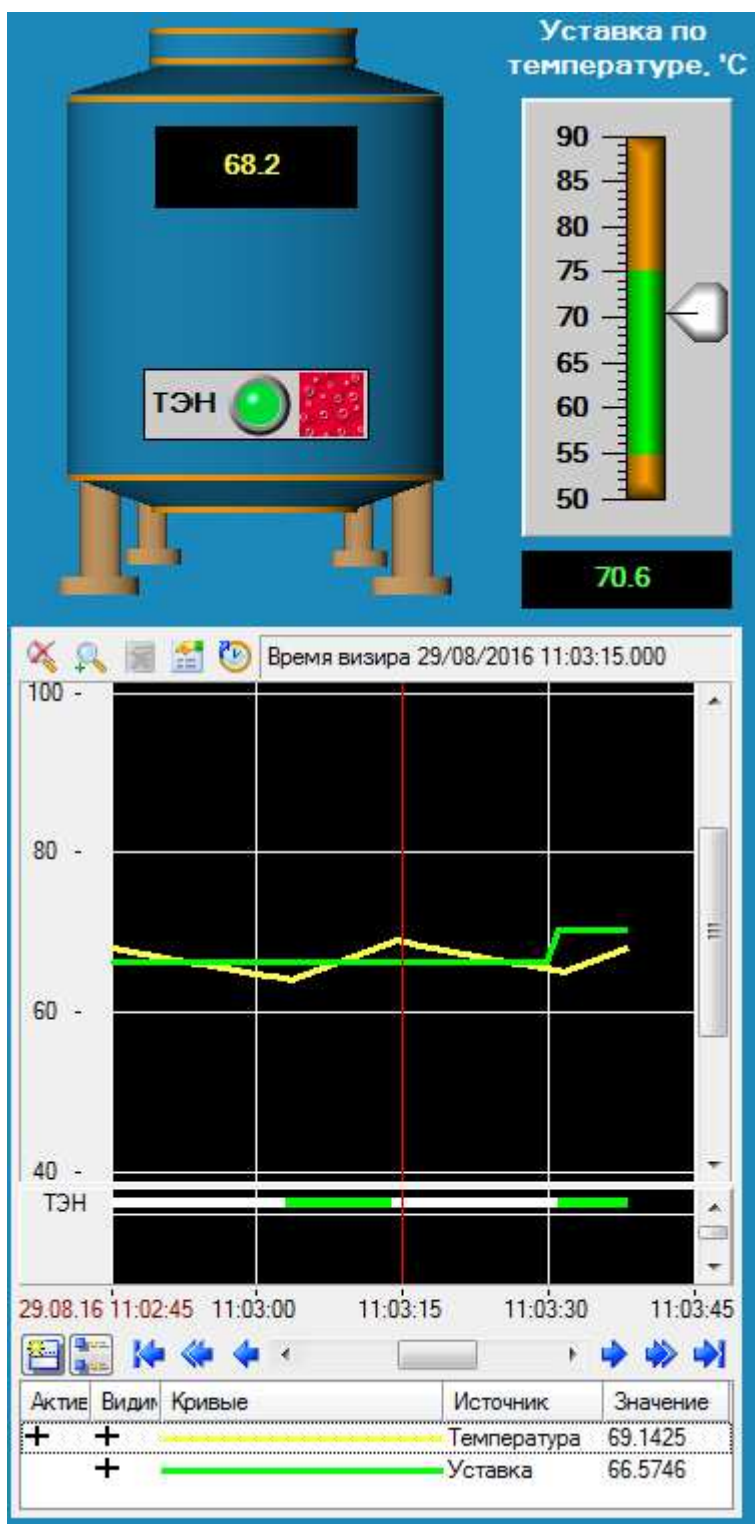 Уставка по
температуре, 'C
68.2
90
85
80
75
70
65
60
55
50
ТЭН
70.6
Время визира 29/08/2016 11:03:15.000
100 -
80 -
60 -
40 -
ТЭН
29.08.16 11:02:45 11:03:00 11:03:15 11:03:30 11:03:45
Актив Видим Кривые Источник Значение
Температура 69.1425
Уставка 66.5746